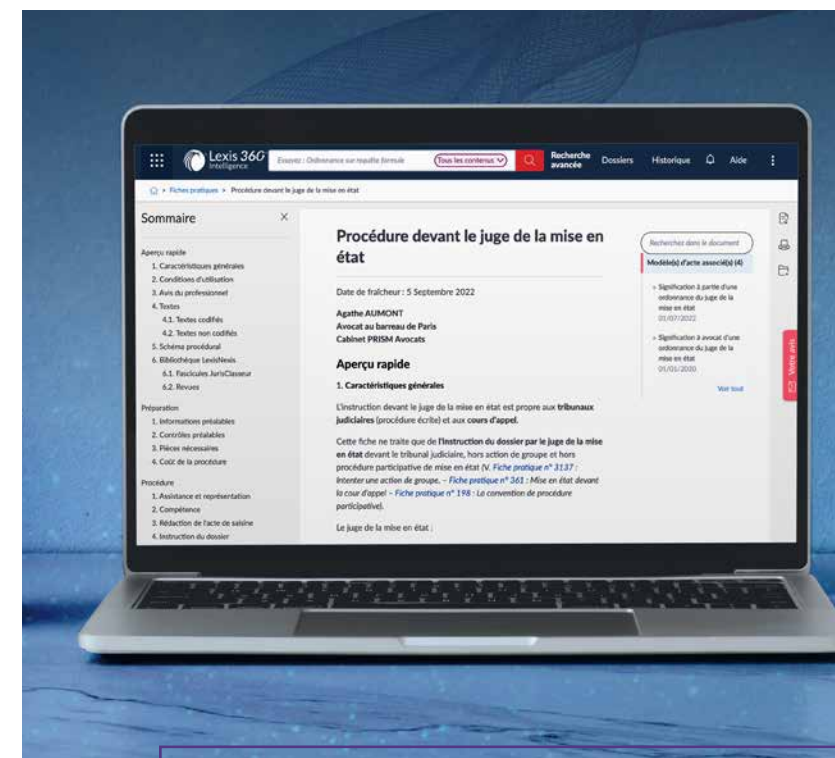 Lexis 360
Intelligence
Essayez : Ordonnance sur requête formule
Tous les contenus
Recherche avancée
Dossiers
Historique
Aide
Fiches pratiques > Procédure devant le juge de la mise en état
Sommaire
Aperçu rapide
1. Caractéristiques générales
2. Conditions d'utilisation
3. Avis du professionnel
4. Textes
4.1. Textes codifiés
4.2. Textes non codifiés
5. Schéma procédural
6. Bibliothèque LexisNexis
6.1. Fascicules JurisClasseur
6.2. Revues
Préparation
1. Informations préalables
2. Contrôles préalables
3. Pièces nécessaires
4. Coût de la procédure
Procédure
1. Assistance et représentation
2. Compétence
3. Rédaction de l'acte de saisine
4. Instruction du dossier
Procédure devant le juge de la mise en
état
Date de fraîcheur : 5 Septembre 2022
Agathe AUMONT
Avocat au barreau de Paris
Cabinet PRISM Avocats
Aperçu rapide
1. Caractéristiques générales
L'instruction devant le juge de la mise en état est propre aux tribunaux
judiciaires (procédure écrite) et aux cours d'appel.
Cette fiche ne traite que de l'instruction du dossier par le juge de la mise
en état devant le tribunal judiciaire, hors action de groupe et hors
procédure participative de mise en état (V. Fiche pratique n° 3137 :
Intenter une action de groupe. – Fiche pratique n° 361 : Mise en état devant
la cour d'appel – Fiche pratique n° 198 : La convention de procédure
participative).
Le juge de la mise en état :
Recherchez dans le document
Modèle(s) d'acte associé(s) (4)
» Signification à partie d'une
ordonnance du juge de la
mise en état
01/07/2022
» Signification à avocat d'une
ordonnance du juge de la
mise en état
01/01/2020
Voir tout
Votre avis